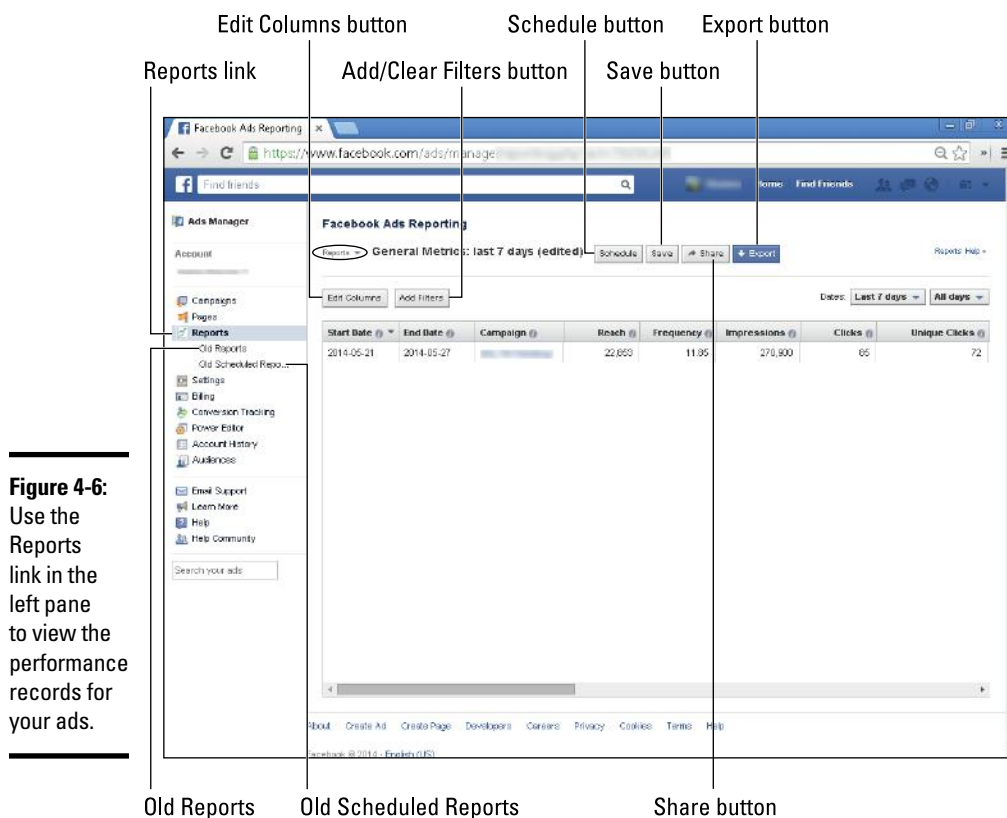 Edit Columns button
Schedule button
Export button
Reports link
Add/Clear Filters button
Save button
Facebook Ads Reporting
https://www.facebook.com/ads/manage
Find friends
Home
Find Friends
Ads Manager
Account
Campaigns
Pages
Reports
Old Reports
Old Scheduled Repo...
Settings
Billing
Conversion Tracking
Power Editor
Account History
Audiences
Email Support
Learn More
Help
Help Community
Search your ads
Facebook Ads Reporting
Reports General Metrics: last 7 days (edited) Schedule Save Share Export Reports Help
Edit Columns Add Filters Dates: Last 7 days All days
Start Date End Date Campaign Reach Frequency Impressions Clicks Unique Clicks
2014-05-21 2014-05-27 11.85 72
About Create Ad Create Page Developers Careers Privacy Cookies Terms Help
Facebook © 2014 · English (US)
Figure 4-6:
Use the
Reports
link in the
left pane
to view the
performance
records for
your ads.
Old Reports
Old Scheduled Reports
Share button